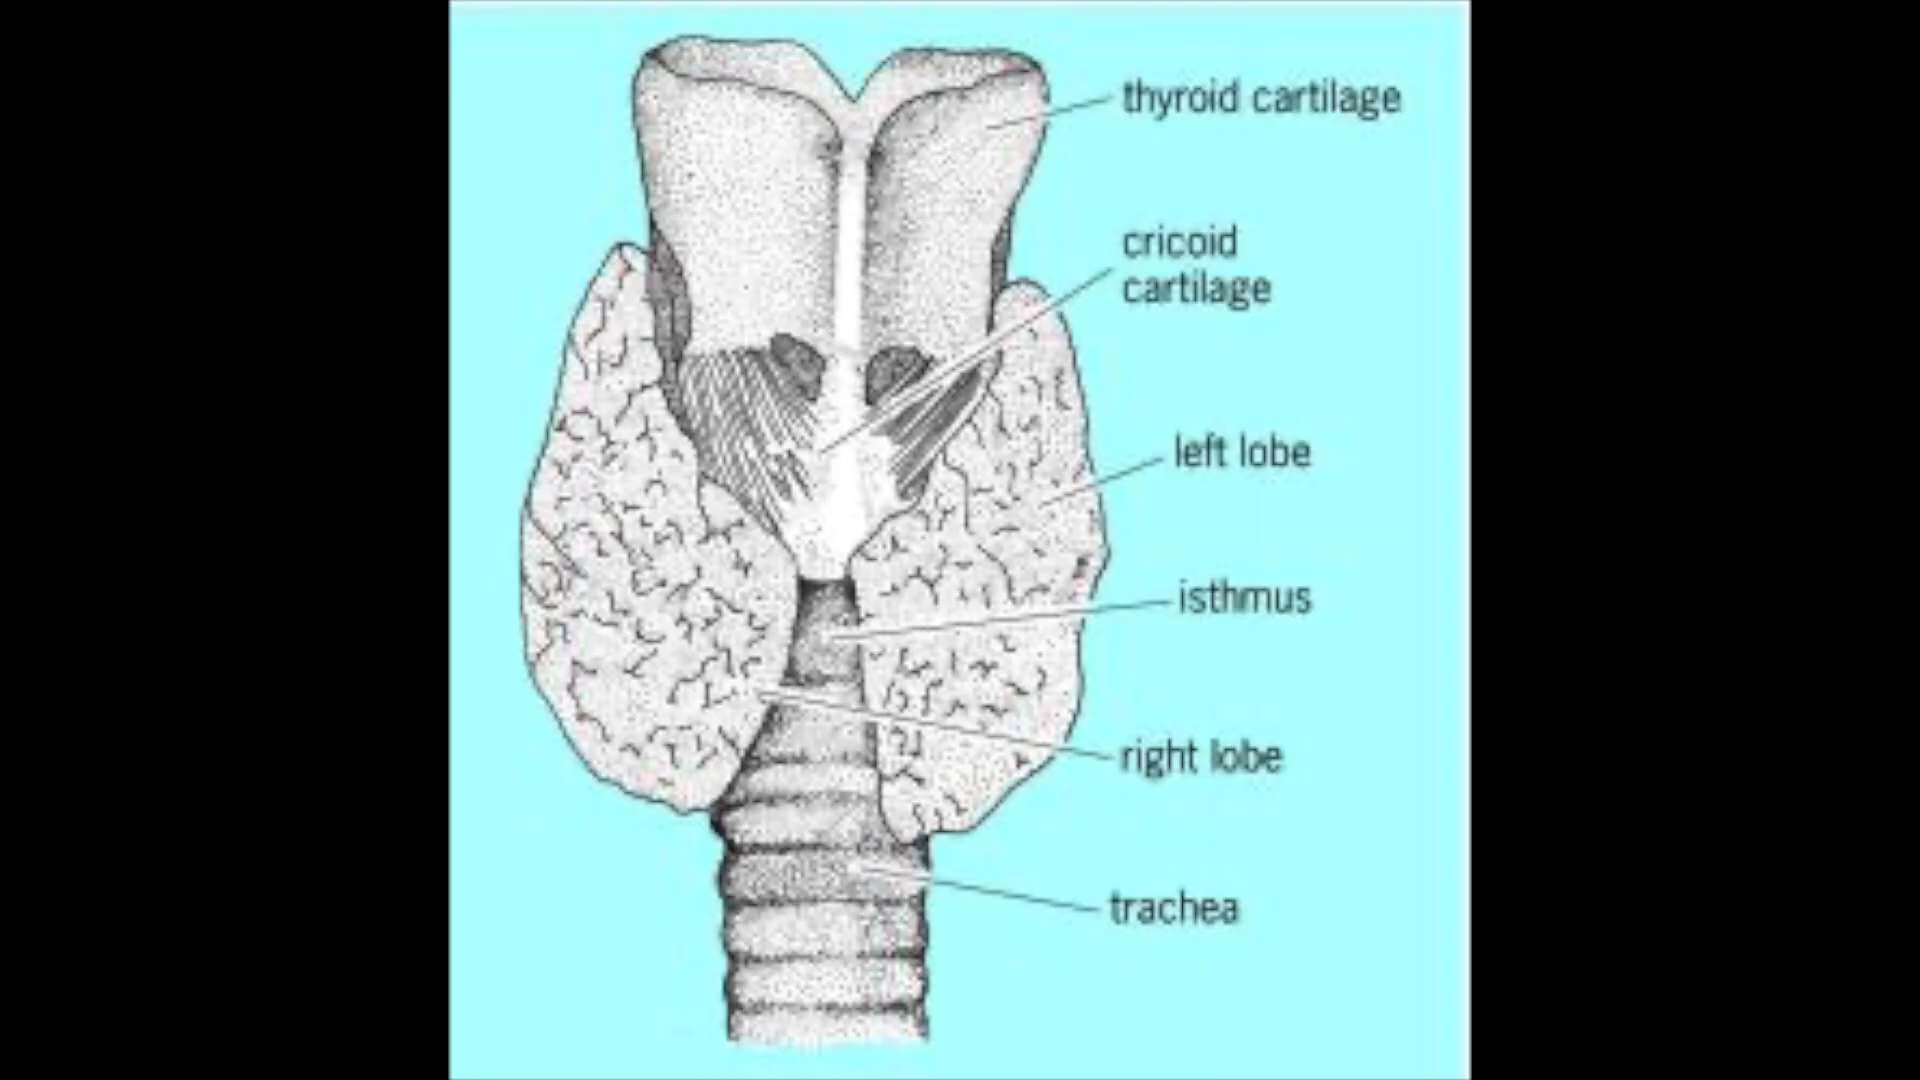 thyroid cartilage
cricoid
cartilage
left lobe
isthmus
right lobe
trachea